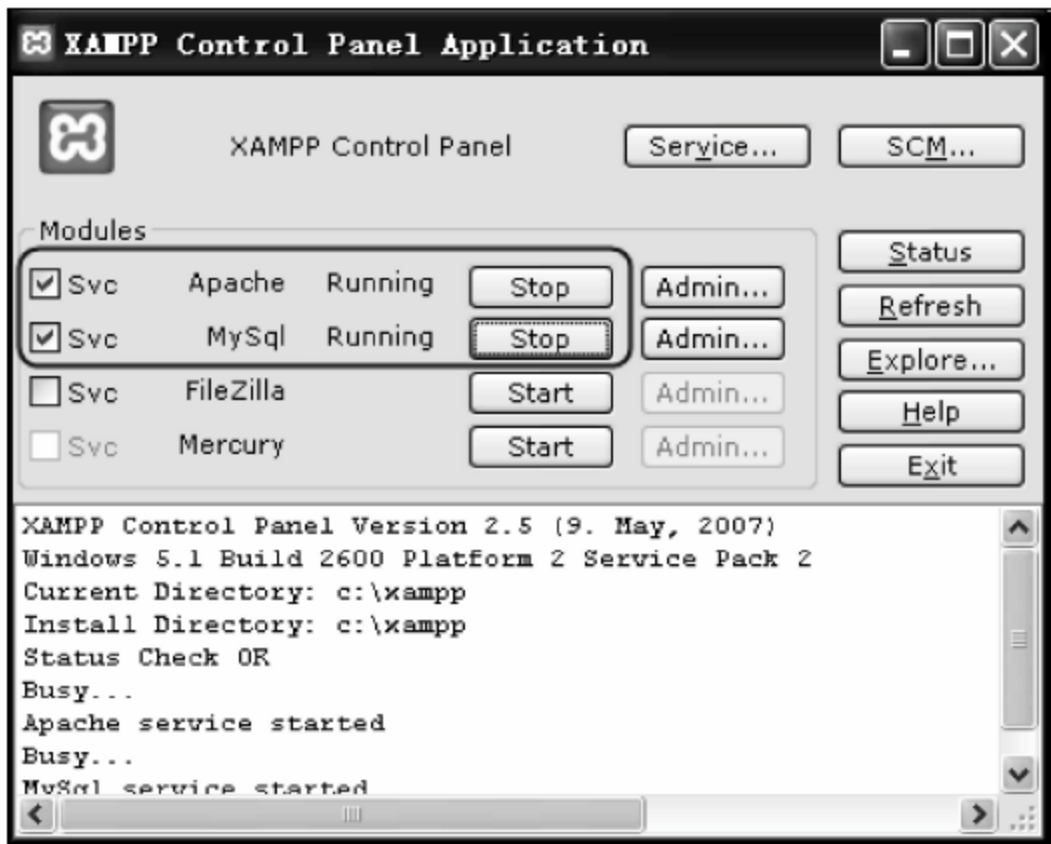 XAMPP Control Panel Application
XAMPP Control Panel Service... SCM...
Modules
Svc Apache Running Stop Admin...
Svc MySql Running Stop Admin...
Svc FileZilla Start Admin...
Svc Mercury Start Admin...
Status
Refresh
Explore...
Help
Exit
XAMPP Control Panel Version 2.5 (9. May, 2007)
Windows 5.1 Build 2600 Platform 2 Service Pack 2
Current Directory: c:\xampp
Install Directory: c:\xampp
Status Check OK
Busy...
Apache service started
Busy...
MySql service started